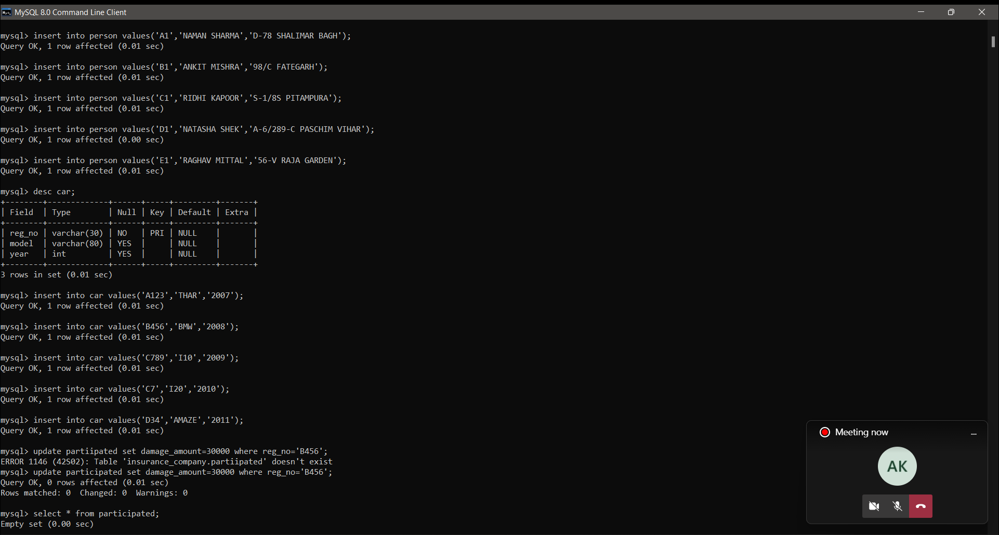 MySQL 8.0 Command Line Client
mysql> insert into person values('A1','NAMAN SHARMA','D-78 SHALIMAR BAGH');
Query OK, 1 row affected (0.01 sec)
mysql> insert into person values('B1','ANKIT MISHRA','98/C FATEGARH');
Query OK, 1 row affected (0.01 sec)
mysql> insert into person values('C1','RIDHI KAPOOR','S-1/8S PITAMPURA');
Query OK, 1 row affected (0.01 sec)
mysql> insert into person values('D1','NATASHA SHEK','A-6/289-C PASCHIM VIHAR');
Query OK, 1 row affected (0.00 sec)
mysql> insert into person values('E1','RAGHAV MITTAL','56-V RAJA GARDEN');
Query OK, 1 row affected (0.01 sec)
mysql> desc car;
+--------+-------------+------+-----+---------+-------+
| Field  | Type        | Null | Key | Default | Extra |
+--------+-------------+------+-----+---------+-------+
| reg_no | varchar(30) | NO   | PRI | NULL    |       |
| model  | varchar(80) | YES  |     | NULL    |       |
| year   | int         | YES  |     | NULL    |       |
+--------+-------------+------+-----+---------+-------+
3 rows in set (0.01 sec)
mysql> insert into car values('A123','THAR','2007');
Query OK, 1 row affected (0.01 sec)
mysql> insert into car values('B456','BMW','2008');
Query OK, 1 row affected (0.01 sec)
mysql> insert into car values('C789','I10','2009');
Query OK, 1 row affected (0.01 sec)
mysql> insert into car values('C7','I20','2010');
Query OK, 1 row affected (0.01 sec)
mysql> insert into car values('D34','AMAZE','2011');
Query OK, 1 row affected (0.01 sec)
mysql> update partiipated set damage_amount=30000 where reg_no='B456';
ERROR 1146 (42S02): Table 'insurance_company.partiipated' doesn't exist
mysql> update participated set damage_amount=30000 where reg_no='B456';
Query OK, 0 rows affected (0.01 sec)
Rows matched: 0  Changed: 0  Warnings: 0
mysql> select * from participated;
Empty set (0.00 sec)
Meeting now
AK